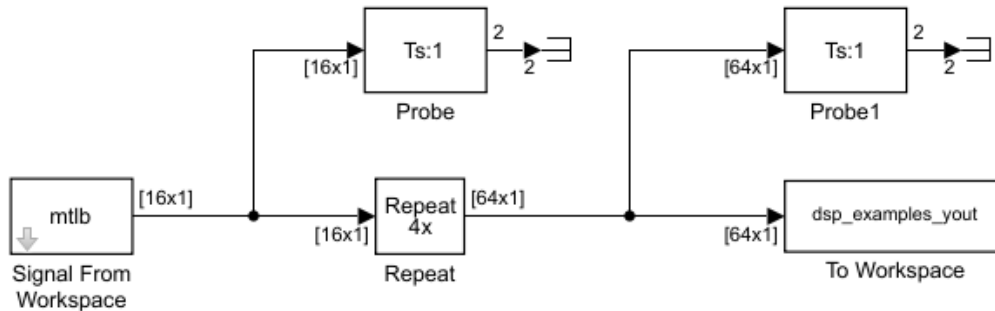 Ts:1
2
2
[16x1]
Probe
Ts:1
2
2
[64x1]
Probe1
mtlb
[16x1]
Signal From
Workspace
Repeat
4x
[16x1]
[64x1]
Repeat
dsp_examples_yout
[64x1]
To Workspace